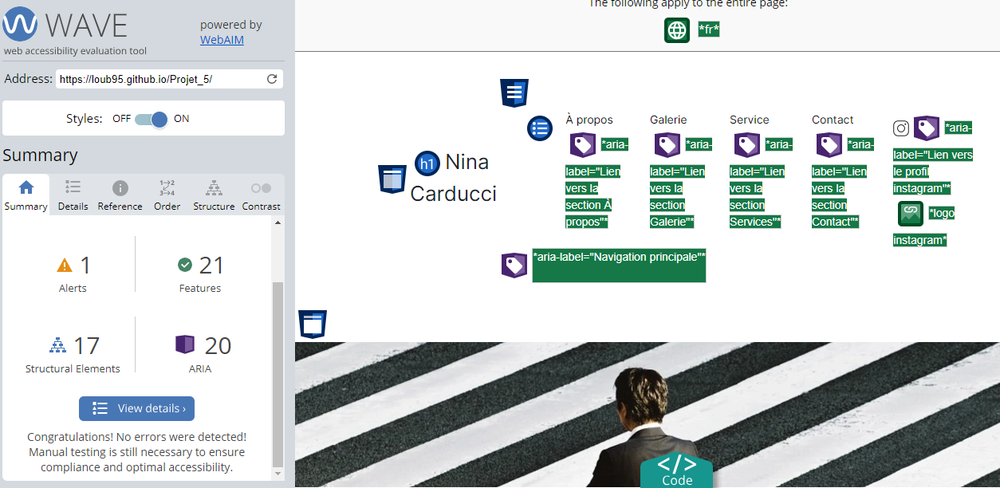 WAVE
powered by
WebAIM
web accessibility evaluation tool
Address: https://loub95.github.io/Projet_5/
Styles: OFF ON
Summary
1→2
3→4
Summary Details Reference Order Structure Contrast
1
Alerts
21
Features
17
Structural Elements
20
ARIA
View details ›
Congratulations! No errors were detected!
Manual testing is still necessary to ensure
compliance and optimal accessibility.
The following apply to the entire page:
*fr*
h1 Nina
Carducci
À propos
*aria-
label="Lien
vers la
section À
propos"*
Galerie
*aria-
label="Lien
vers la
section
Galerie"*
Service
*aria-
label="Lien
vers la
section
Services"*
Contact
*aria-
label="Lien
vers la
section
Contact"*
*aria-
label="Lien vers
le profil
instagram"*
*logo
instagram*
*aria-label="Navigation principale"*
</>
Code